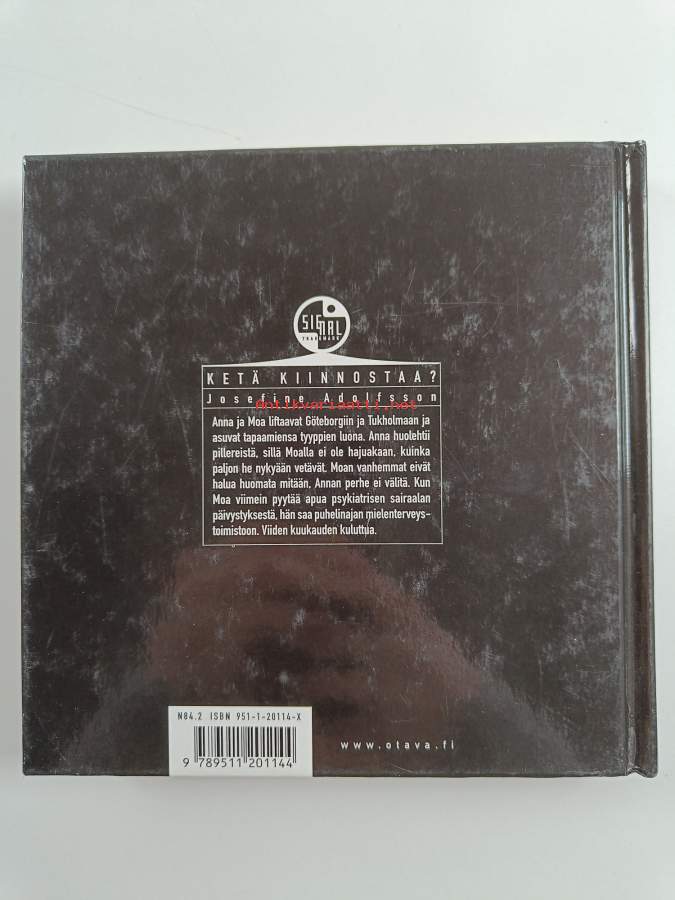 SIGNAL
TRADEMARK
KETÄ KIINNOSTAA?
Josefine Adolfsson
Antikvariaatti.net
Anna ja Moa liftaavat Göteborgiin ja Tukholmaan ja
asuvat tapaamiensa tyyppien luona. Anna huolehtii
pillereistä, sillä Moalla ei ole hajuakaan, kuinka
paljon he nykyään vetävät. Moan vanhemmat eivät
halua huomata mitään, Annan perhe ei välitä. Kun
Moa viimein pyytää apua psykiatrisen sairaalan
päivystyksestä, hän saa puhelinajan mielenterveys-
toimistoon. Viiden kuukauden kuluttua.
N84.2 ISBN 951-1-20114-X
9 789511 201144
www.otava.fi